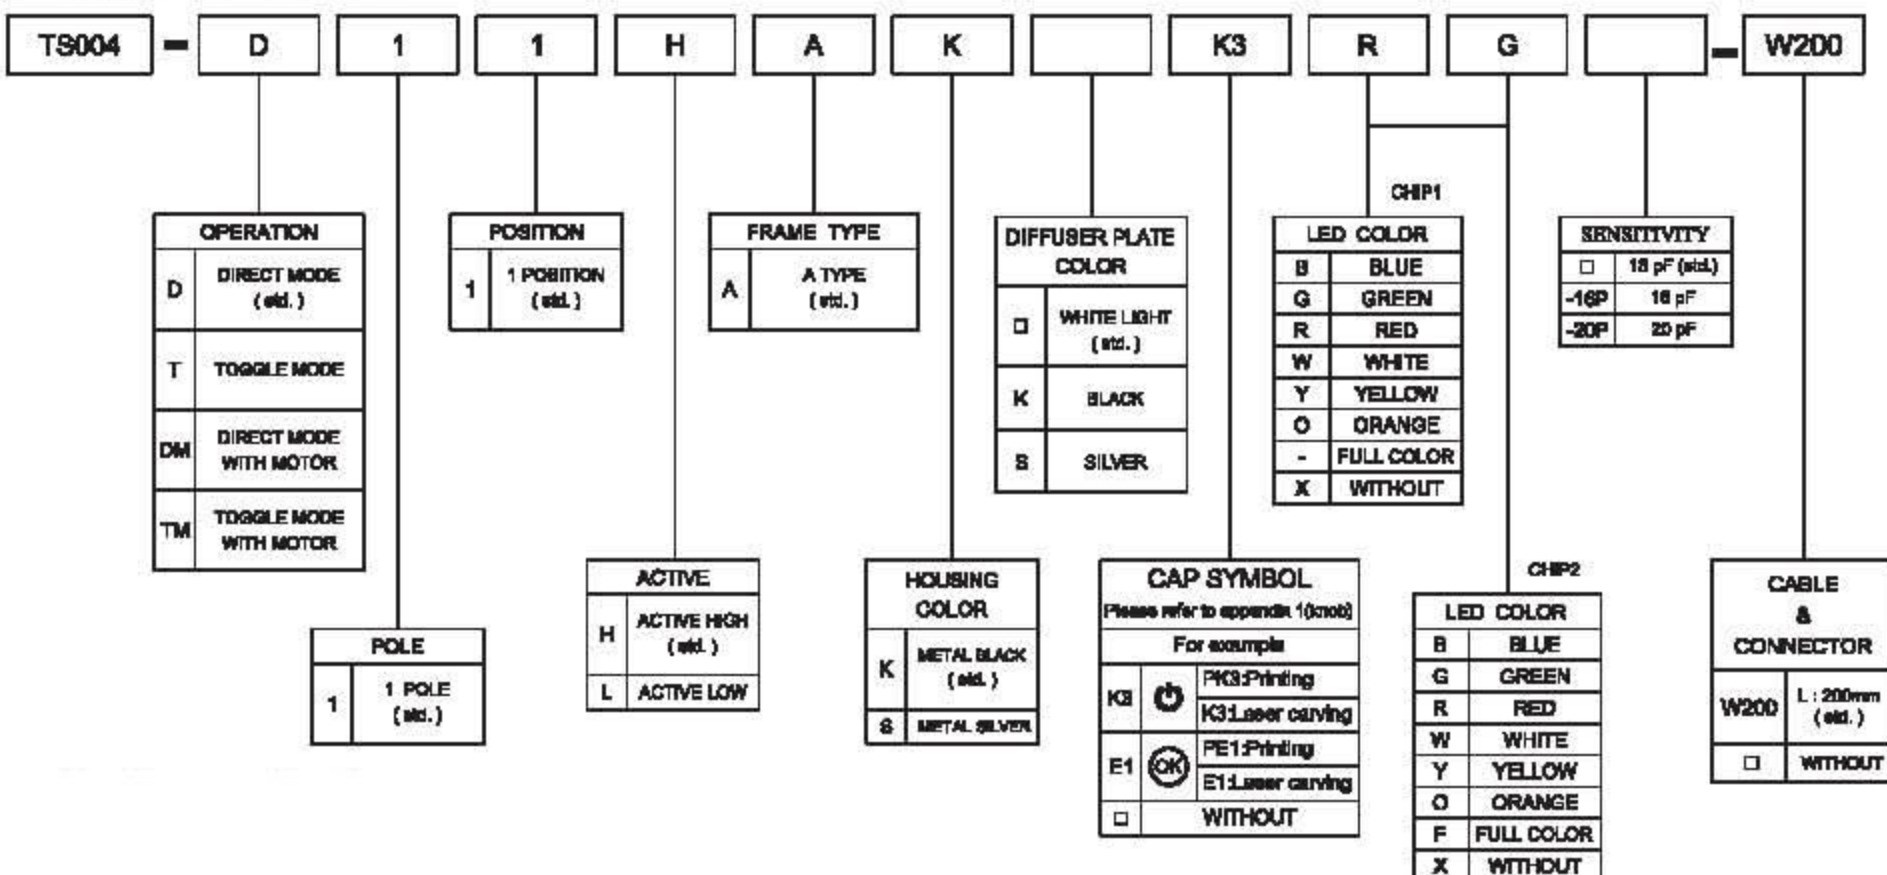 TS004 - D 1 1 H A K K3 R G - W200
OPERATION
D DIRECT MODE
(std.)
T TOGGLE MODE
DM DIRECT MODE
WITH MOTOR
TM TOGGLE MODE
WITH MOTOR
POLE
1 1 POLE
(std.)
POSITION
1 1 POSITION
(std.)
ACTIVE
H ACTIVE HIGH
(std.)
L ACTIVE LOW
FRAME TYPE
A A TYPE
(std.)
HOUSING
COLOR
K METAL BLACK
(std.)
S METAL SILVER
DIFFUSER PLATE
COLOR
□ WHITE LIGHT
(std.)
K BLACK
S SILVER
CAP SYMBOL
Please refer to appendix 1(knob)
For example
K3 PK3:Printing
K3:Laser carving
E1 OK PE1:Printing
E1:Laser carving
□ WITHOUT
CHIP1
LED COLOR
B BLUE
G GREEN
R RED
W WHITE
Y YELLOW
O ORANGE
- FULL COLOR
X WITHOUT
CHIP2
LED COLOR
B BLUE
G GREEN
R RED
W WHITE
Y YELLOW
O ORANGE
F FULL COLOR
X WITHOUT
SENSITIVITY
□ 18 pF (std.)
-16P 16 pF
-20P 20 pF
CABLE
&
CONNECTOR
W200 L : 200mm
(std.)
□ WITHOUT